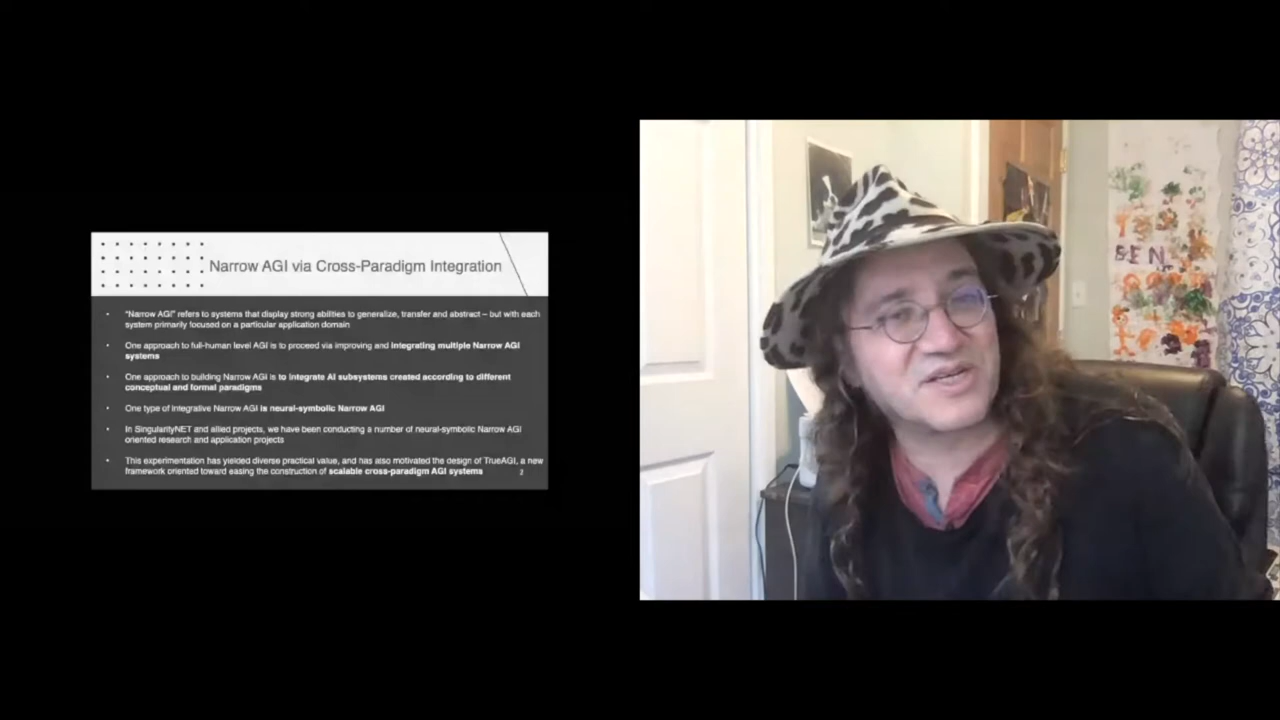 Narrow AGI via Cross-Paradigm Integration
"Narrow AGI" refers to systems that display strong abilities to generalize, transfer and abstract – but with each
system primarily focused on a particular application domain
One approach to full-human level AGI is to proceed via improving and integrating multiple Narrow AGI
systems
One approach to building Narrow AGI is to integrate AI subsystems created according to different
conceptual and formal paradigms
One type of integrative Narrow AGI is neural-symbolic Narrow AGI
In SingularityNET and allied projects, we have been conducting a number of neural-symbolic Narrow AGI
oriented research and application projects
This experimentation has yielded diverse practical value, and has also motivated the design of TrueAGI, a new
framework oriented toward easing the construction of scalable cross-paradigm AGI systems
2
BEN